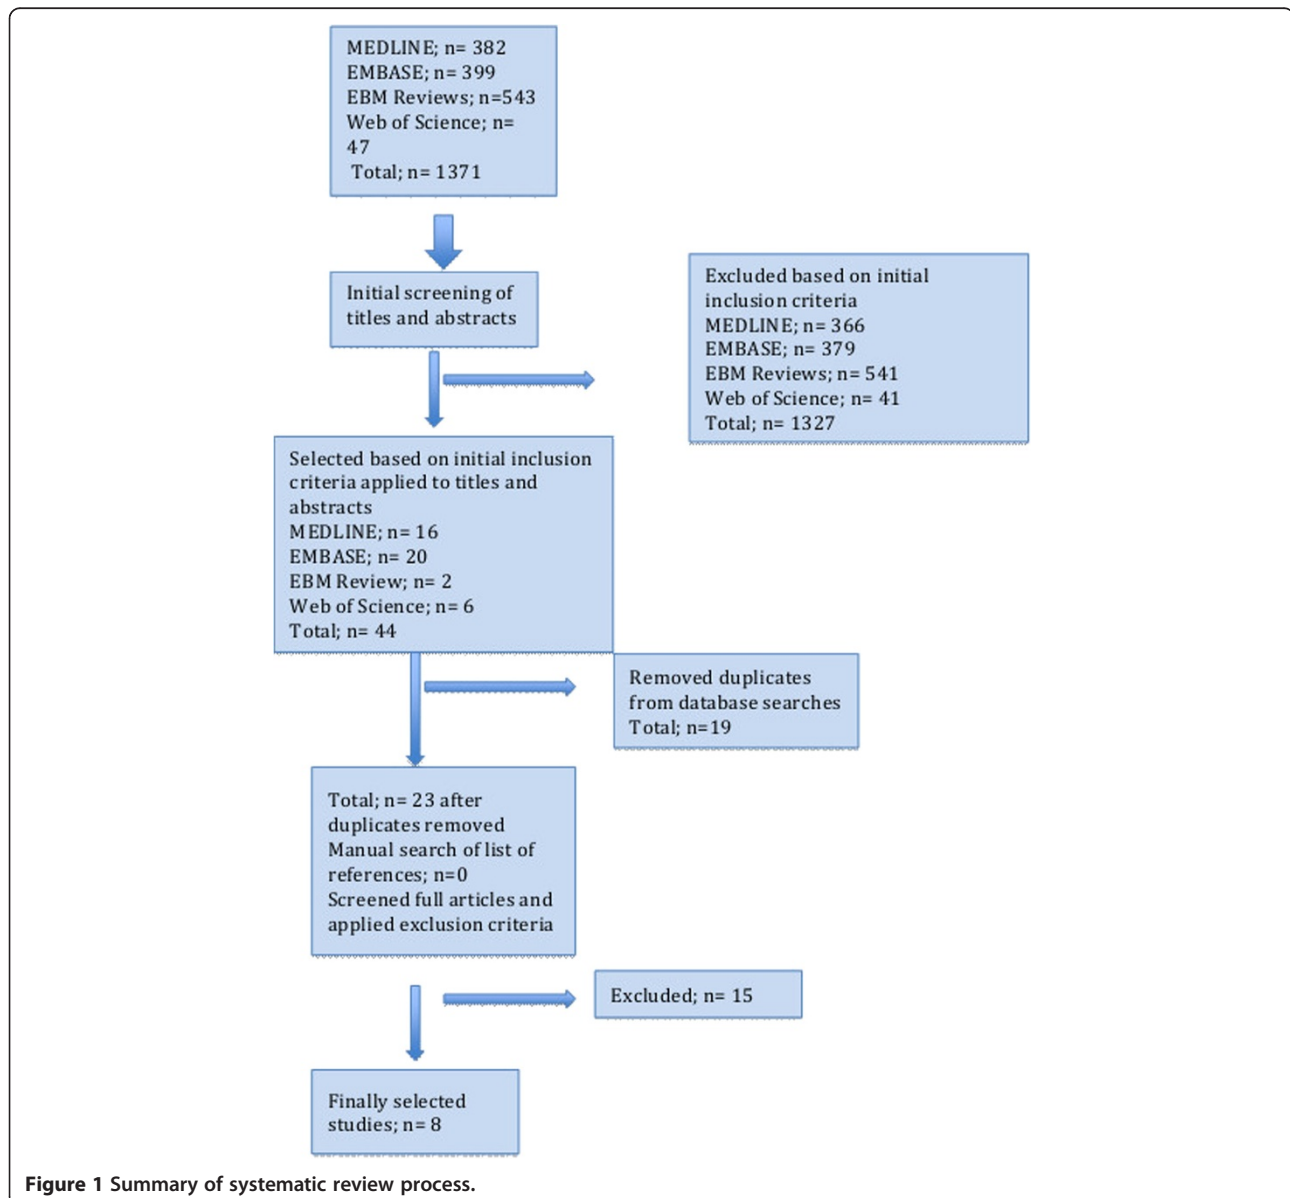 MEDLINE; n= 382
EMBASE; n= 399
EBM Reviews; n=543
Web of Science; n=
47
Total; n= 1371
Initial screening of
titles and abstracts
Excluded based on initial
inclusion criteria
MEDLINE; n= 366
EMBASE; n= 379
EBM Reviews; n= 541
Web of Science; n= 41
Total; n= 1327
Selected based on initial inclusion
criteria applied to titles and
abstracts
MEDLINE; n= 16
EMBASE; n= 20
EBM Review; n= 2
Web of Science; n= 6
Total; n= 44
Removed duplicates
from database searches
Total; n=19
Total; n= 23 after
duplicates removed
Manual search of list of
references; n=0
Screened full articles and
applied exclusion criteria
Excluded; n= 15
Finally selected
studies; n= 8
Figure 1 Summary of systematic review process.